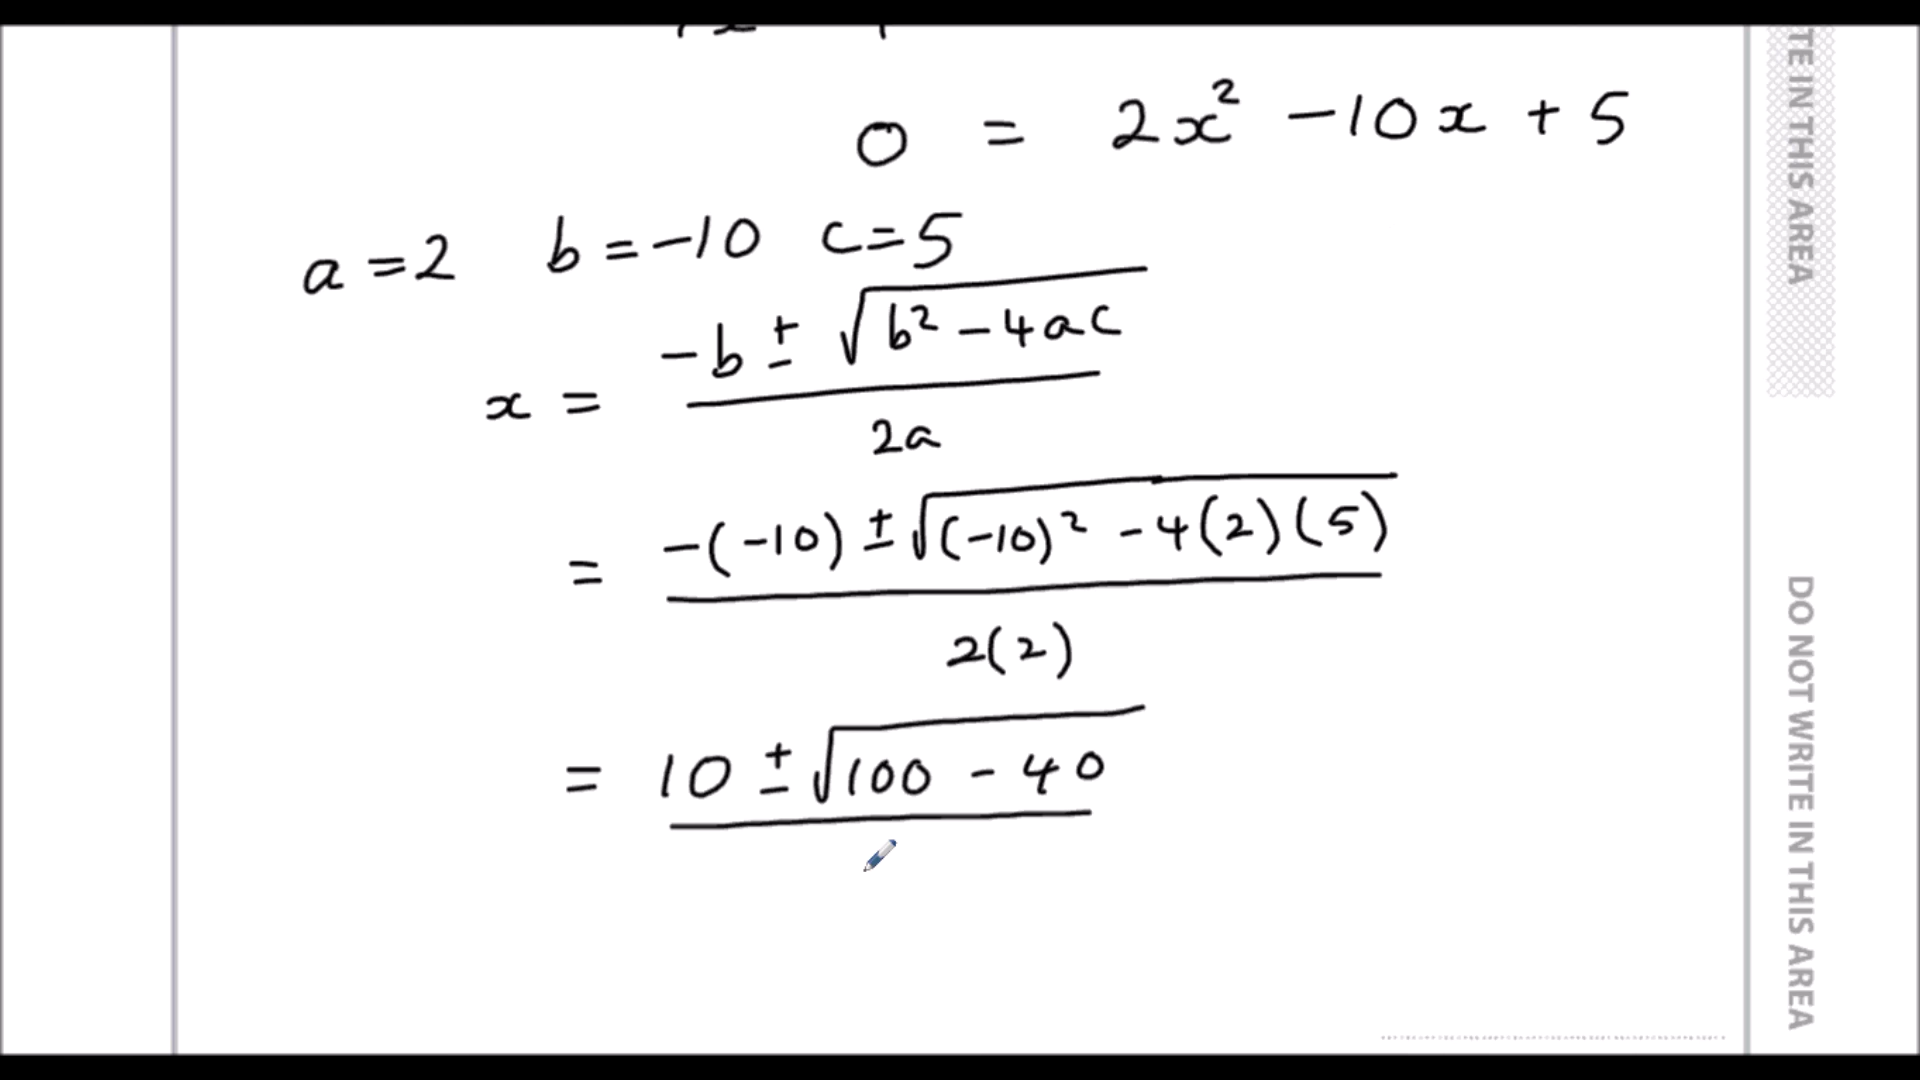 0 = 2x² - 10x + 5
a = 2 b = -10 c = 5
x = -b ± √(b² - 4ac)
2a
= -(-10) ± √((-10)² - 4(2)(5))
2(2)
= 10 ± √(100 - 40)
TE IN THIS AREA
DO NOT WRITE IN THIS AREA